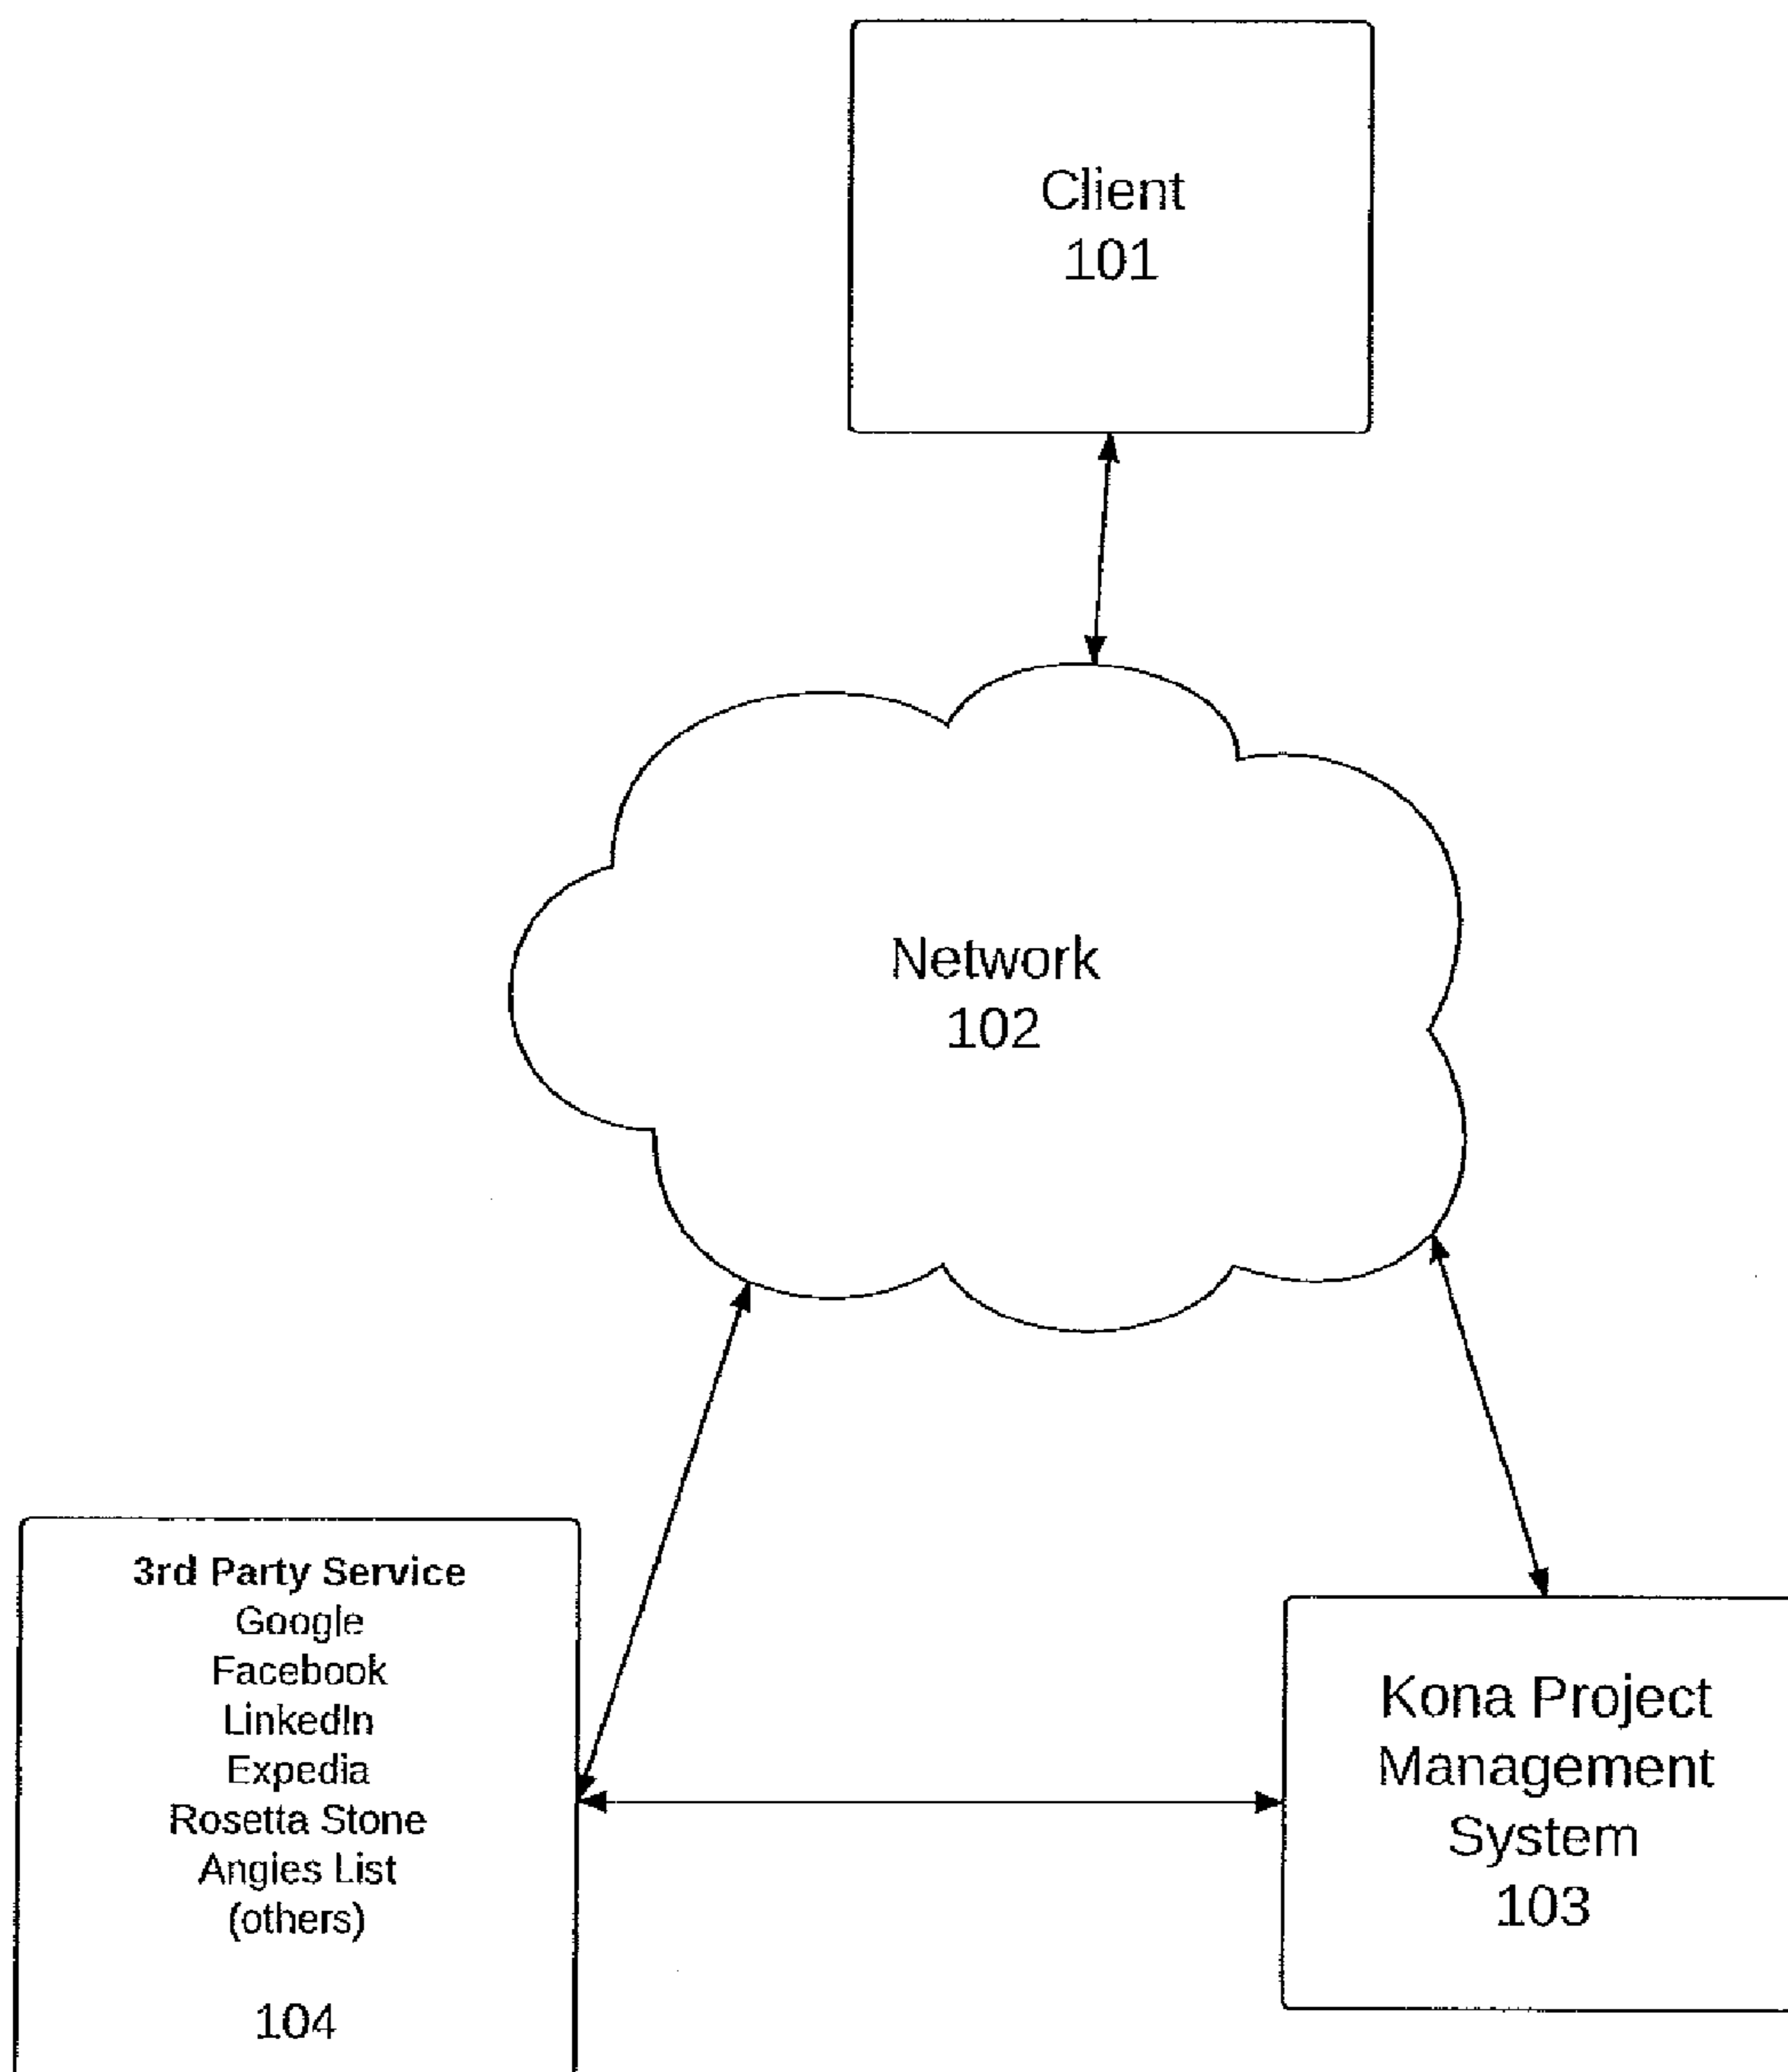 Client
101
Network
102
3rd Party Service
Google
Facebook
LinkedIn
Expedia
Rosetta Stone
Angies List
(others)
104
Kona Project
Management
System
103